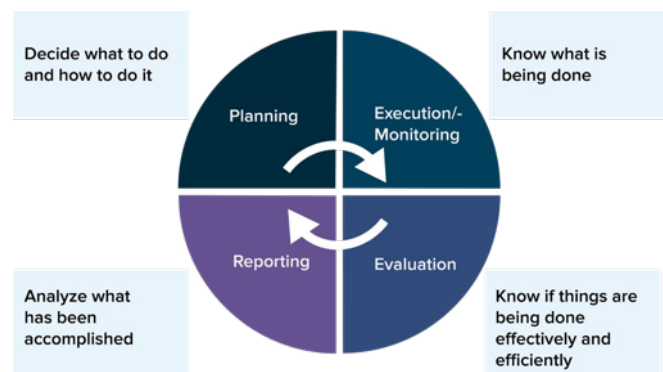 Decide what to do
and how to do it
Know what is
being done
Planning
Execution/-
Monitoring
Reporting
Evaluation
Analyze what
has been
accomplished
Know if things are
being done
effectively and
efficiently